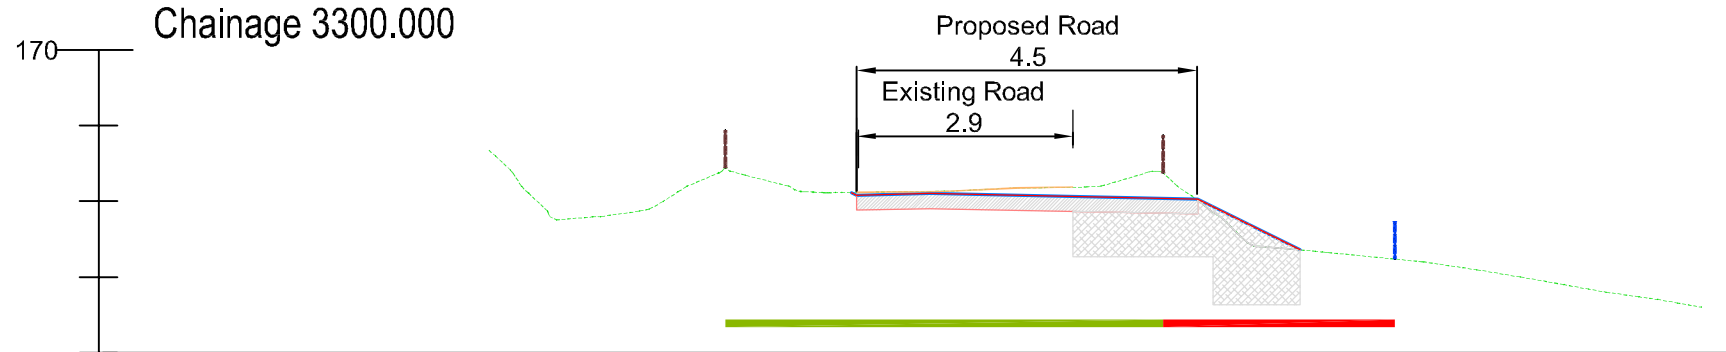 Chainage 3300.000
170
Proposed Road
4.5
Existing Road
2.9